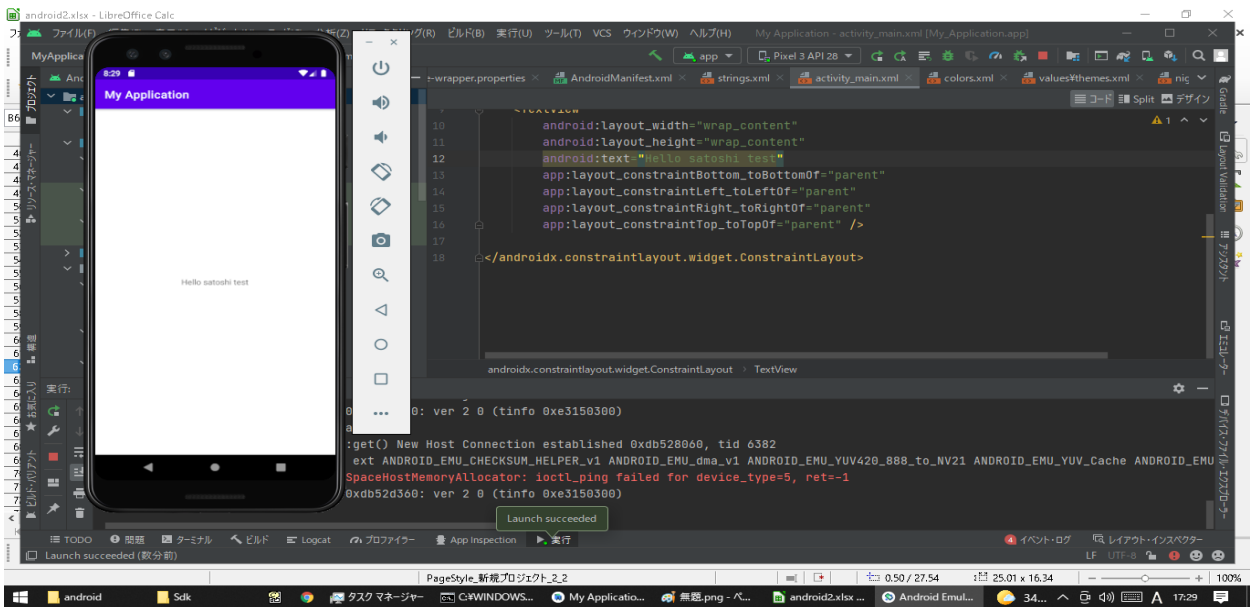 android2.xlsx - LibreOffice Calc
ファイル(F)
(Z)
(R) ビルド(B) 実行(U) ツール(T) VCS ウィンドウ(W) ヘルプ(H) My Application - activity_main.xml [My_Application.app]
MyApplica
app
Pixel 3 API 28
e-wrapper.properties
AndroidManifest.xml
strings.xml
activity_main.xml
colors.xml
values¥themes.xml
nig
コード
Split
デザイン
プロジェクト
リソース・マネージャー
構造
お気に入り
ビルド・バリアント
8:29
My Application
Hello satoshi test
<TextView
10 android:layout_width="wrap_content"
11 android:layout_height="wrap_content"
12 android:text="Hello satoshi test"
13 app:layout_constraintBottom_toBottomOf="parent"
14 app:layout_constraintLeft_toLeftOf="parent"
15 app:layout_constraintRight_toRightOf="parent"
16 app:layout_constraintTop_toTopOf="parent" />
17
18 </androidx.constraintlayout.widget.ConstraintLayout>
1
Gradle
Layout Validation
アシスタント
エミュレーター
デバイス・ファイル・エクスプローラー
androidx.constraintlayout.widget.ConstraintLayout
TextView
実行:
0: ver 2 0 (tinfo 0xe3150300)
:get() New Host Connection established 0xdb528060, tid 6382
ext ANDROID_EMU_CHECKSUM_HELPER_v1 ANDROID_EMU_dma_v1 ANDROID_EMU_YUV420_888_to_NV21 ANDROID_EMU_YUV_Cache ANDROID_EMU
SpaceHostMemoryAllocator: ioctl_ping failed for device_type=5, ret=-1
0xdb52d360: ver 2 0 (tinfo 0xe3150300)
Launch succeeded
TODO
問題
ターミナル
ビルド
Logcat
プロファイラー
App Inspection
実行
4 イベント・ログ
レイアウト・インスペクター
Launch succeeded (数分前)
LF UTF-8
PageStyle_新規プロジェクト_2_2
0.50 / 27.54
25.01 x 16.34
100%
android
Sdk
タスク マネージャー
C:¥WINDOWS...
My Applicatio...
無題.png - ペ...
android2.xlsx ...
Android Emul...
34...
A
17:29